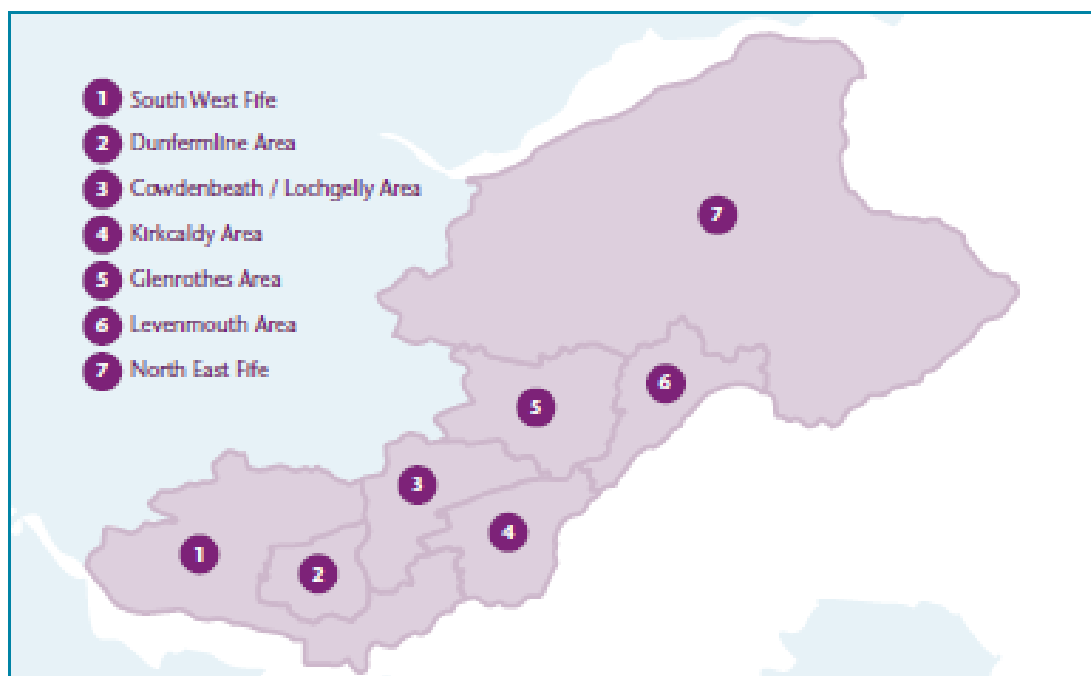 1 South West Fife
2 Dunfermline Area
3 Cowdenbeath / Lochgelly Area
4 Kirkcaldy Area
5 Glenrothes Area
6 Levenmouth Area
7 North East Fife
7
6
5
3
4
1
2